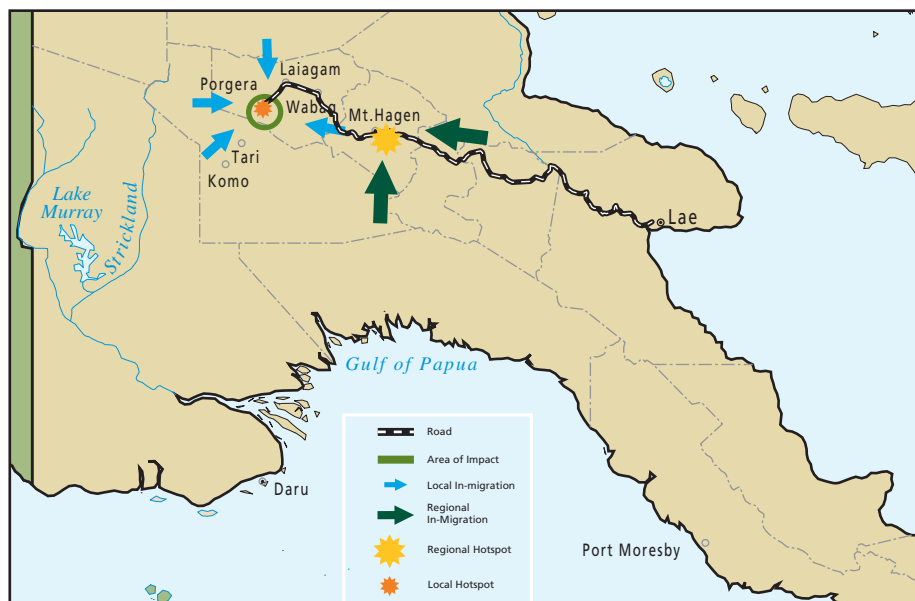 Laiagam
Porgera
Wabag
Mt.Hagen
Tari
Komo
Lake
Murray
Strickland
Lae
Gulf of Papua
Road
Area of Impact
Local In-migration
Regional
In-Migration
Regional Hotspot
Local Hotspot
Daru
Port Moresby